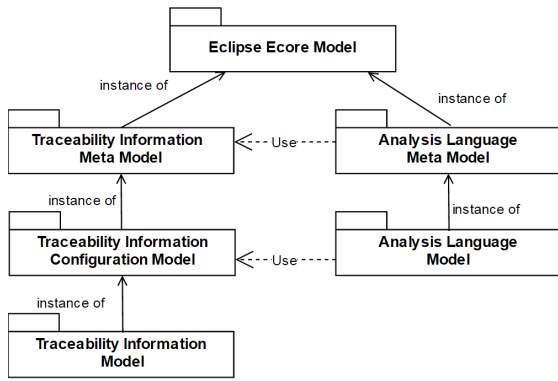 Eclipse Ecore Model
instance of
instance of
Traceability Information
Meta Model
Use
Analysis Language
Meta Model
instance of
instance of
Traceability Information
Configuration Model
Use
Analysis Language
Model
instance of
Traceability Information
Model